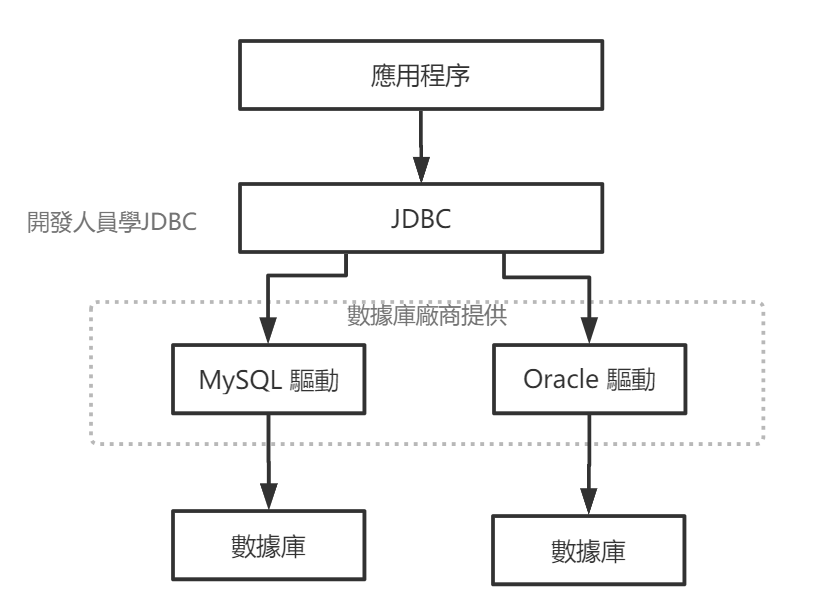 應用程序
開發人員學JDBC
JDBC
數據庫廠商提供
MySQL 驅動
Oracle 驅動
數據庫
數據庫